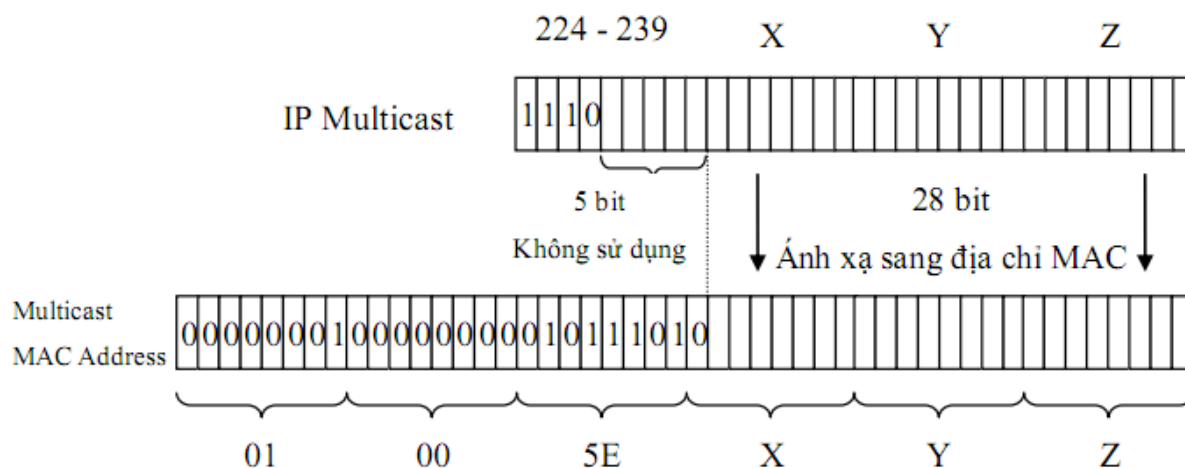 224 - 239 X Y Z
IP Multicast 1110
5 bit 28 bit
Không sử dụng Ánh xạ sang địa chỉ MAC
Multicast
MAC Address
0000000100000000010111010
01 00 5E X Y Z